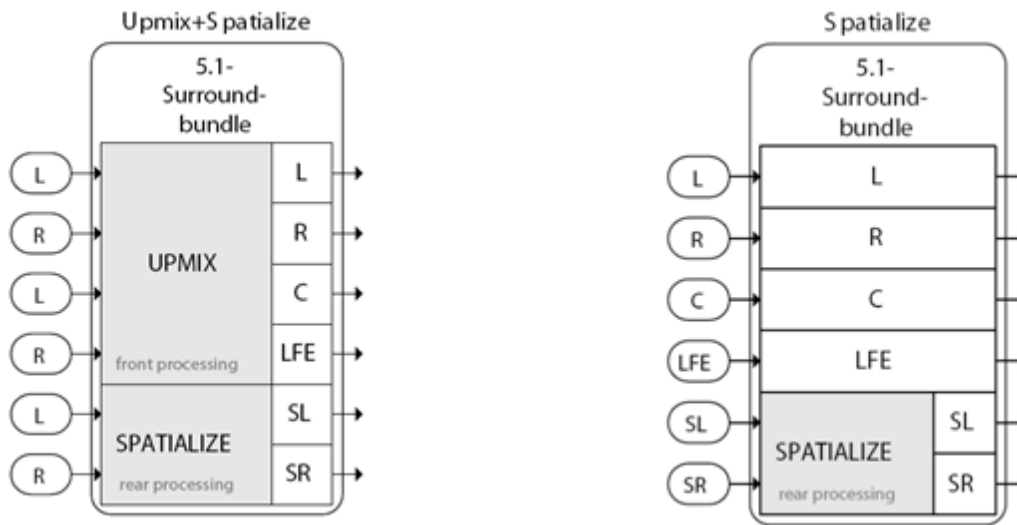 Upmix+S patialize
5.1-
Surround-
bundle
L
R
L
R
L
R
UPMIX
front processing
SPATIALIZE
rear processing
L
R
C
LFE
SL
SR
S patialize
5.1-
Surround-
bundle
L
R
C
LFE
SL
SR
L
R
C
LFE
SPATIALIZE
rear processing
SL
SR